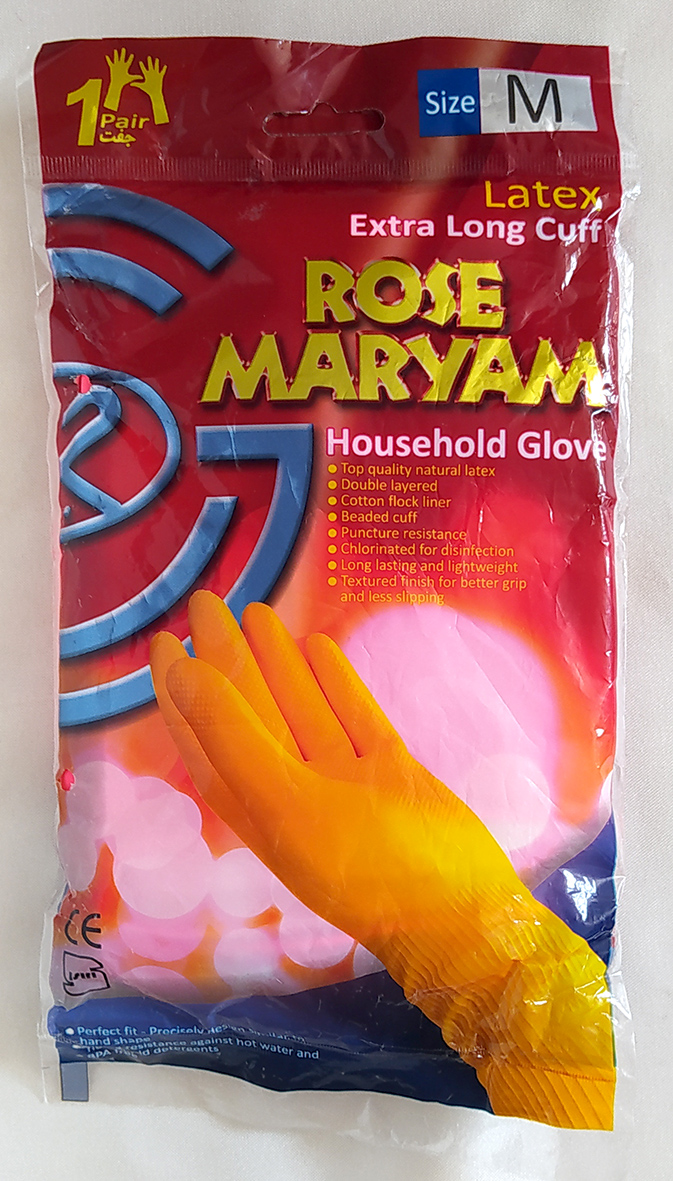 1
Pair
جفت
Size M
Latex
Extra Long Cuff
ROSE
MARYAM
Household Glove
Top quality natural latex
Double layered
Cotton flock liner
Beaded cuff
Puncture resistance
Chlorinated for disinfection
Long lasting and lightweight
Textured finish for better grip
and less slipping
CE
Perfect fit - Precisely
hand shape
resistance against hot water and
detergents